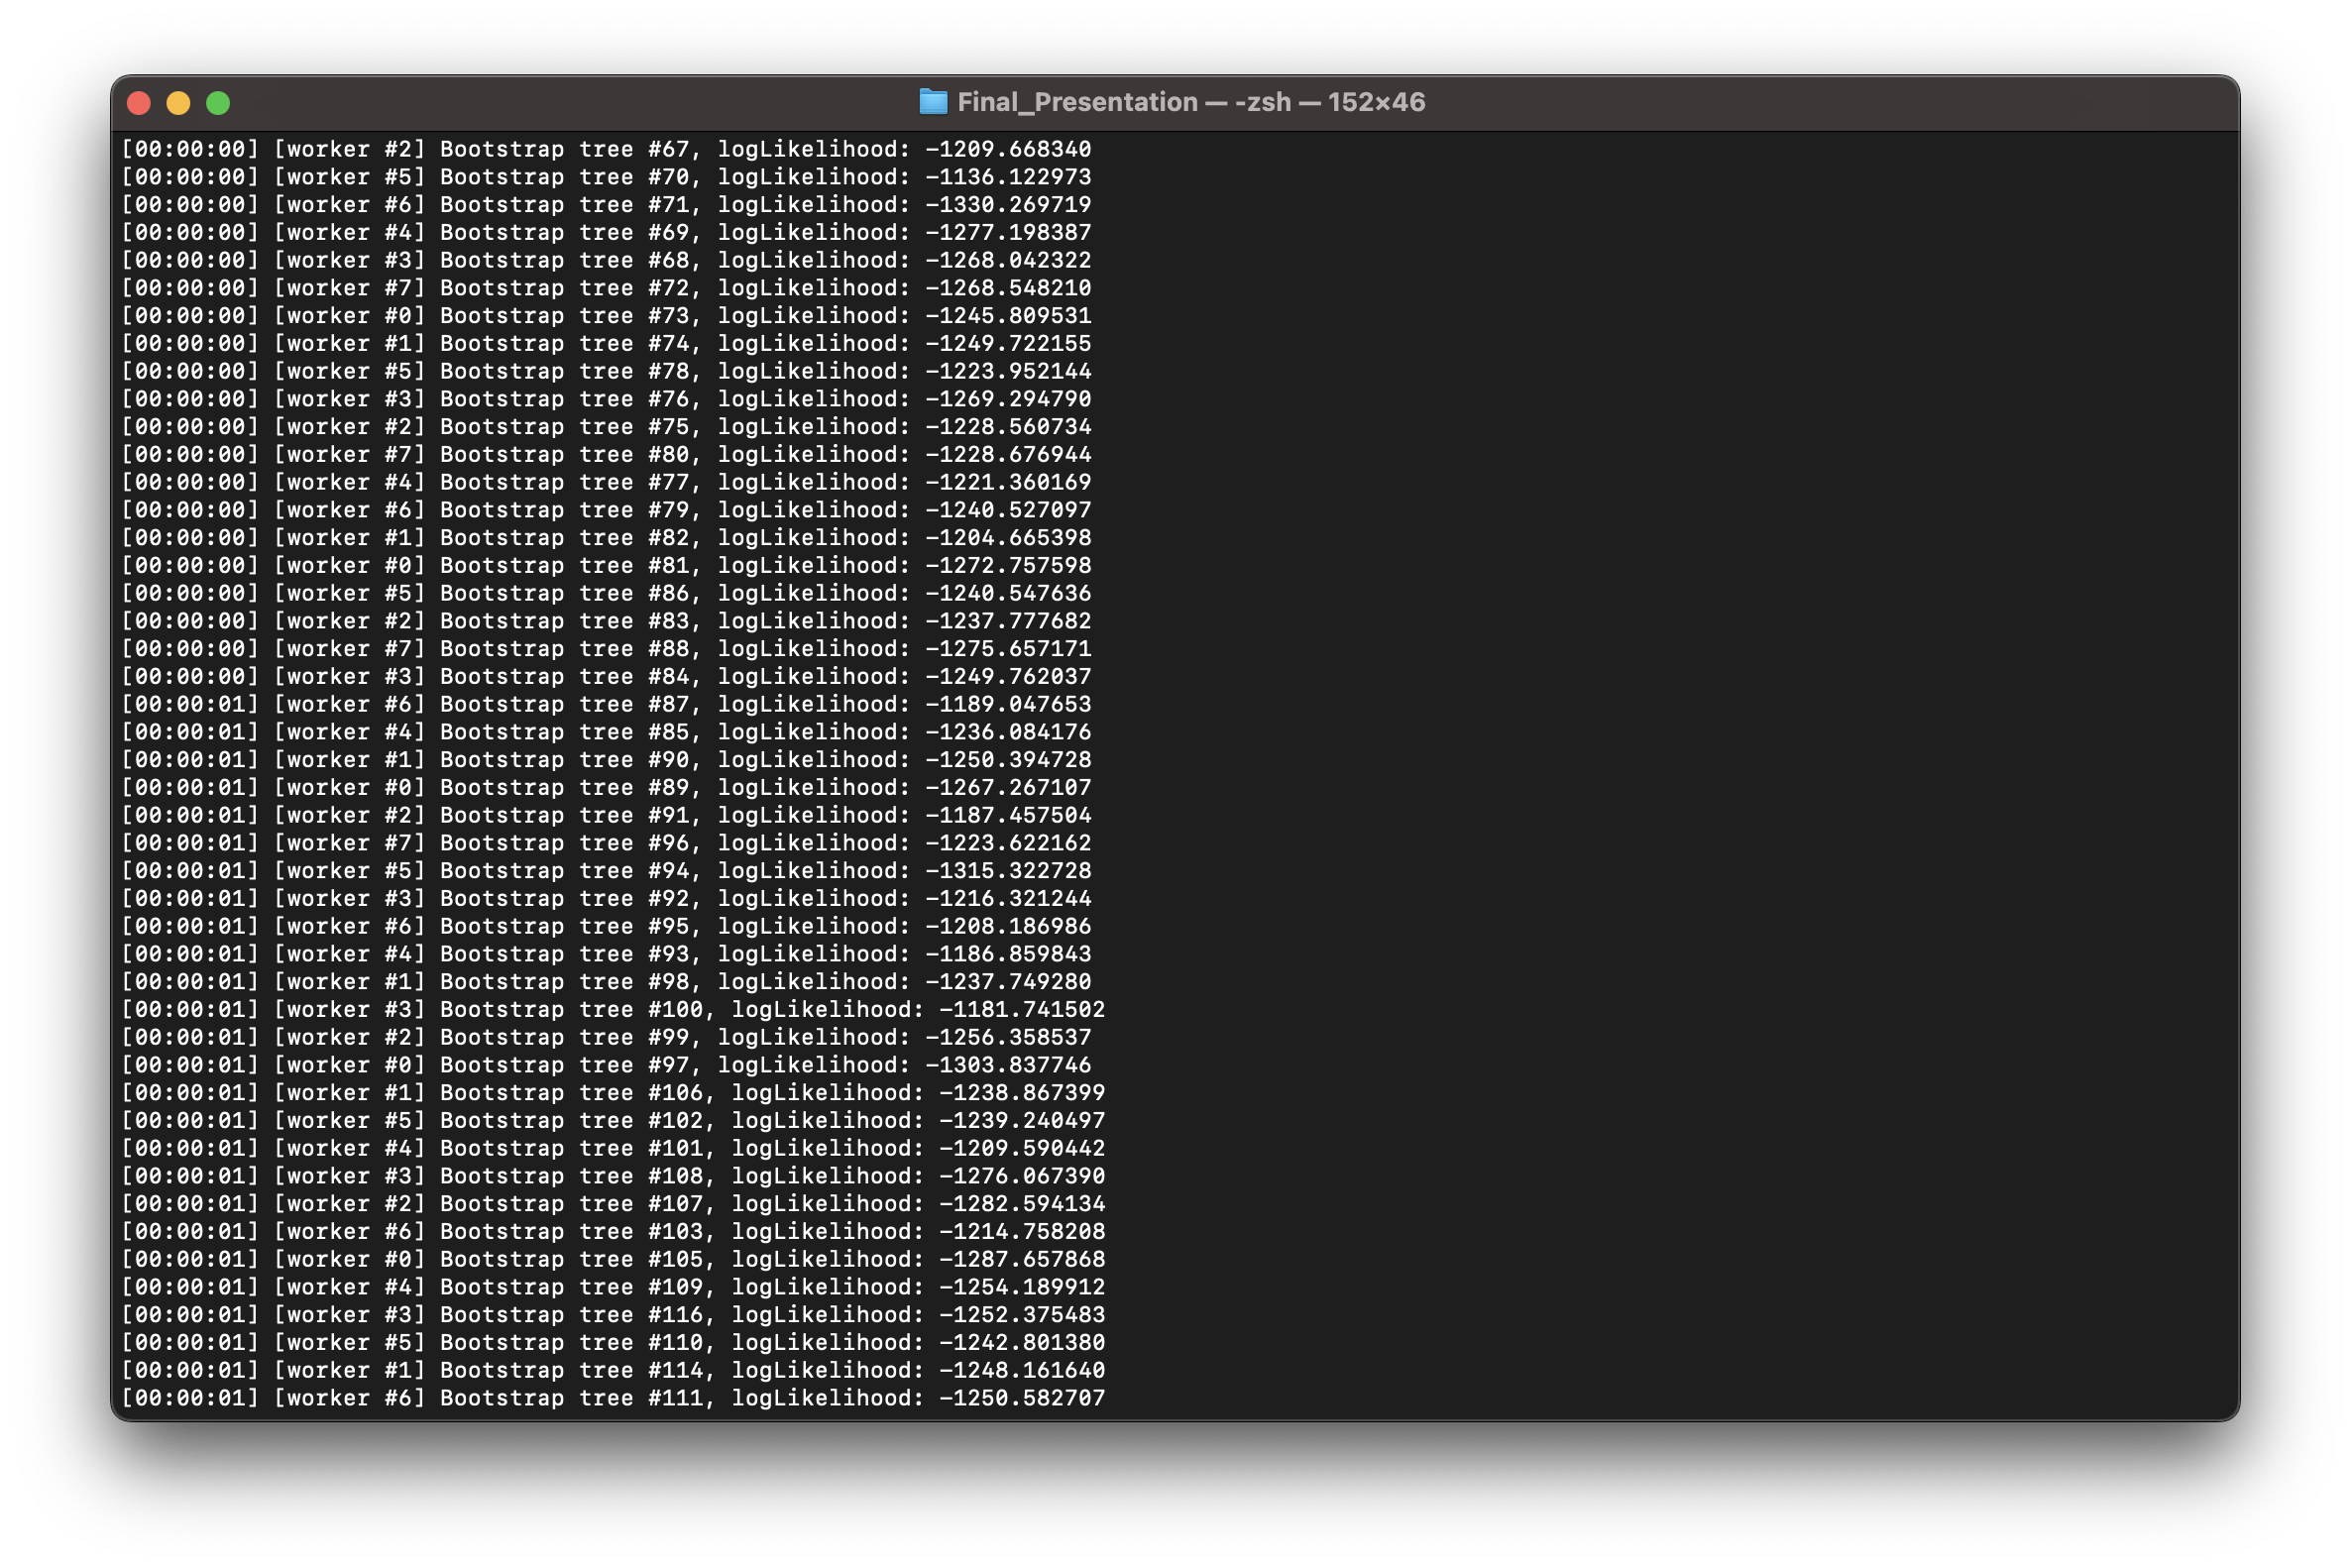 Final_Presentation — -zsh — 152×46
[00:00:00] [worker #2] Bootstrap tree #67, logLikelihood: -1209.668340
[00:00:00] [worker #5] Bootstrap tree #70, logLikelihood: -1136.122973
[00:00:00] [worker #6] Bootstrap tree #71, logLikelihood: -1330.269719
[00:00:00] [worker #4] Bootstrap tree #69, logLikelihood: -1277.198387
[00:00:00] [worker #3] Bootstrap tree #68, logLikelihood: -1268.042322
[00:00:00] [worker #7] Bootstrap tree #72, logLikelihood: -1268.548210
[00:00:00] [worker #0] Bootstrap tree #73, logLikelihood: -1245.809531
[00:00:00] [worker #1] Bootstrap tree #74, logLikelihood: -1249.722155
[00:00:00] [worker #5] Bootstrap tree #78, logLikelihood: -1223.952144
[00:00:00] [worker #3] Bootstrap tree #76, logLikelihood: -1269.294790
[00:00:00] [worker #2] Bootstrap tree #75, logLikelihood: -1228.560734
[00:00:00] [worker #7] Bootstrap tree #80, logLikelihood: -1228.676944
[00:00:00] [worker #4] Bootstrap tree #77, logLikelihood: -1221.360169
[00:00:00] [worker #6] Bootstrap tree #79, logLikelihood: -1240.527097
[00:00:00] [worker #1] Bootstrap tree #82, logLikelihood: -1204.665398
[00:00:00] [worker #0] Bootstrap tree #81, logLikelihood: -1272.757598
[00:00:00] [worker #5] Bootstrap tree #86, logLikelihood: -1240.547636
[00:00:00] [worker #2] Bootstrap tree #83, logLikelihood: -1237.777682
[00:00:00] [worker #7] Bootstrap tree #88, logLikelihood: -1275.657171
[00:00:00] [worker #3] Bootstrap tree #84, logLikelihood: -1249.762037
[00:00:01] [worker #6] Bootstrap tree #87, logLikelihood: -1189.047653
[00:00:01] [worker #4] Bootstrap tree #85, logLikelihood: -1236.084176
[00:00:01] [worker #1] Bootstrap tree #90, logLikelihood: -1250.394728
[00:00:01] [worker #0] Bootstrap tree #89, logLikelihood: -1267.267107
[00:00:01] [worker #2] Bootstrap tree #91, logLikelihood: -1187.457504
[00:00:01] [worker #7] Bootstrap tree #96, logLikelihood: -1223.622162
[00:00:01] [worker #5] Bootstrap tree #94, logLikelihood: -1315.322728
[00:00:01] [worker #3] Bootstrap tree #92, logLikelihood: -1216.321244
[00:00:01] [worker #6] Bootstrap tree #95, logLikelihood: -1208.186986
[00:00:01] [worker #4] Bootstrap tree #93, logLikelihood: -1186.859843
[00:00:01] [worker #1] Bootstrap tree #98, logLikelihood: -1237.749280
[00:00:01] [worker #3] Bootstrap tree #100, logLikelihood: -1181.741502
[00:00:01] [worker #2] Bootstrap tree #99, logLikelihood: -1256.358537
[00:00:01] [worker #0] Bootstrap tree #97, logLikelihood: -1303.837746
[00:00:01] [worker #1] Bootstrap tree #106, logLikelihood: -1238.867399
[00:00:01] [worker #5] Bootstrap tree #102, logLikelihood: -1239.240497
[00:00:01] [worker #4] Bootstrap tree #101, logLikelihood: -1209.590442
[00:00:01] [worker #3] Bootstrap tree #108, logLikelihood: -1276.067390
[00:00:01] [worker #2] Bootstrap tree #107, logLikelihood: -1282.594134
[00:00:01] [worker #6] Bootstrap tree #103, logLikelihood: -1214.758208
[00:00:01] [worker #0] Bootstrap tree #105, logLikelihood: -1287.657868
[00:00:01] [worker #4] Bootstrap tree #109, logLikelihood: -1254.189912
[00:00:01] [worker #3] Bootstrap tree #116, logLikelihood: -1252.375483
[00:00:01] [worker #5] Bootstrap tree #110, logLikelihood: -1242.801380
[00:00:01] [worker #1] Bootstrap tree #114, logLikelihood: -1248.161640
[00:00:01] [worker #6] Bootstrap tree #111, logLikelihood: -1250.582707